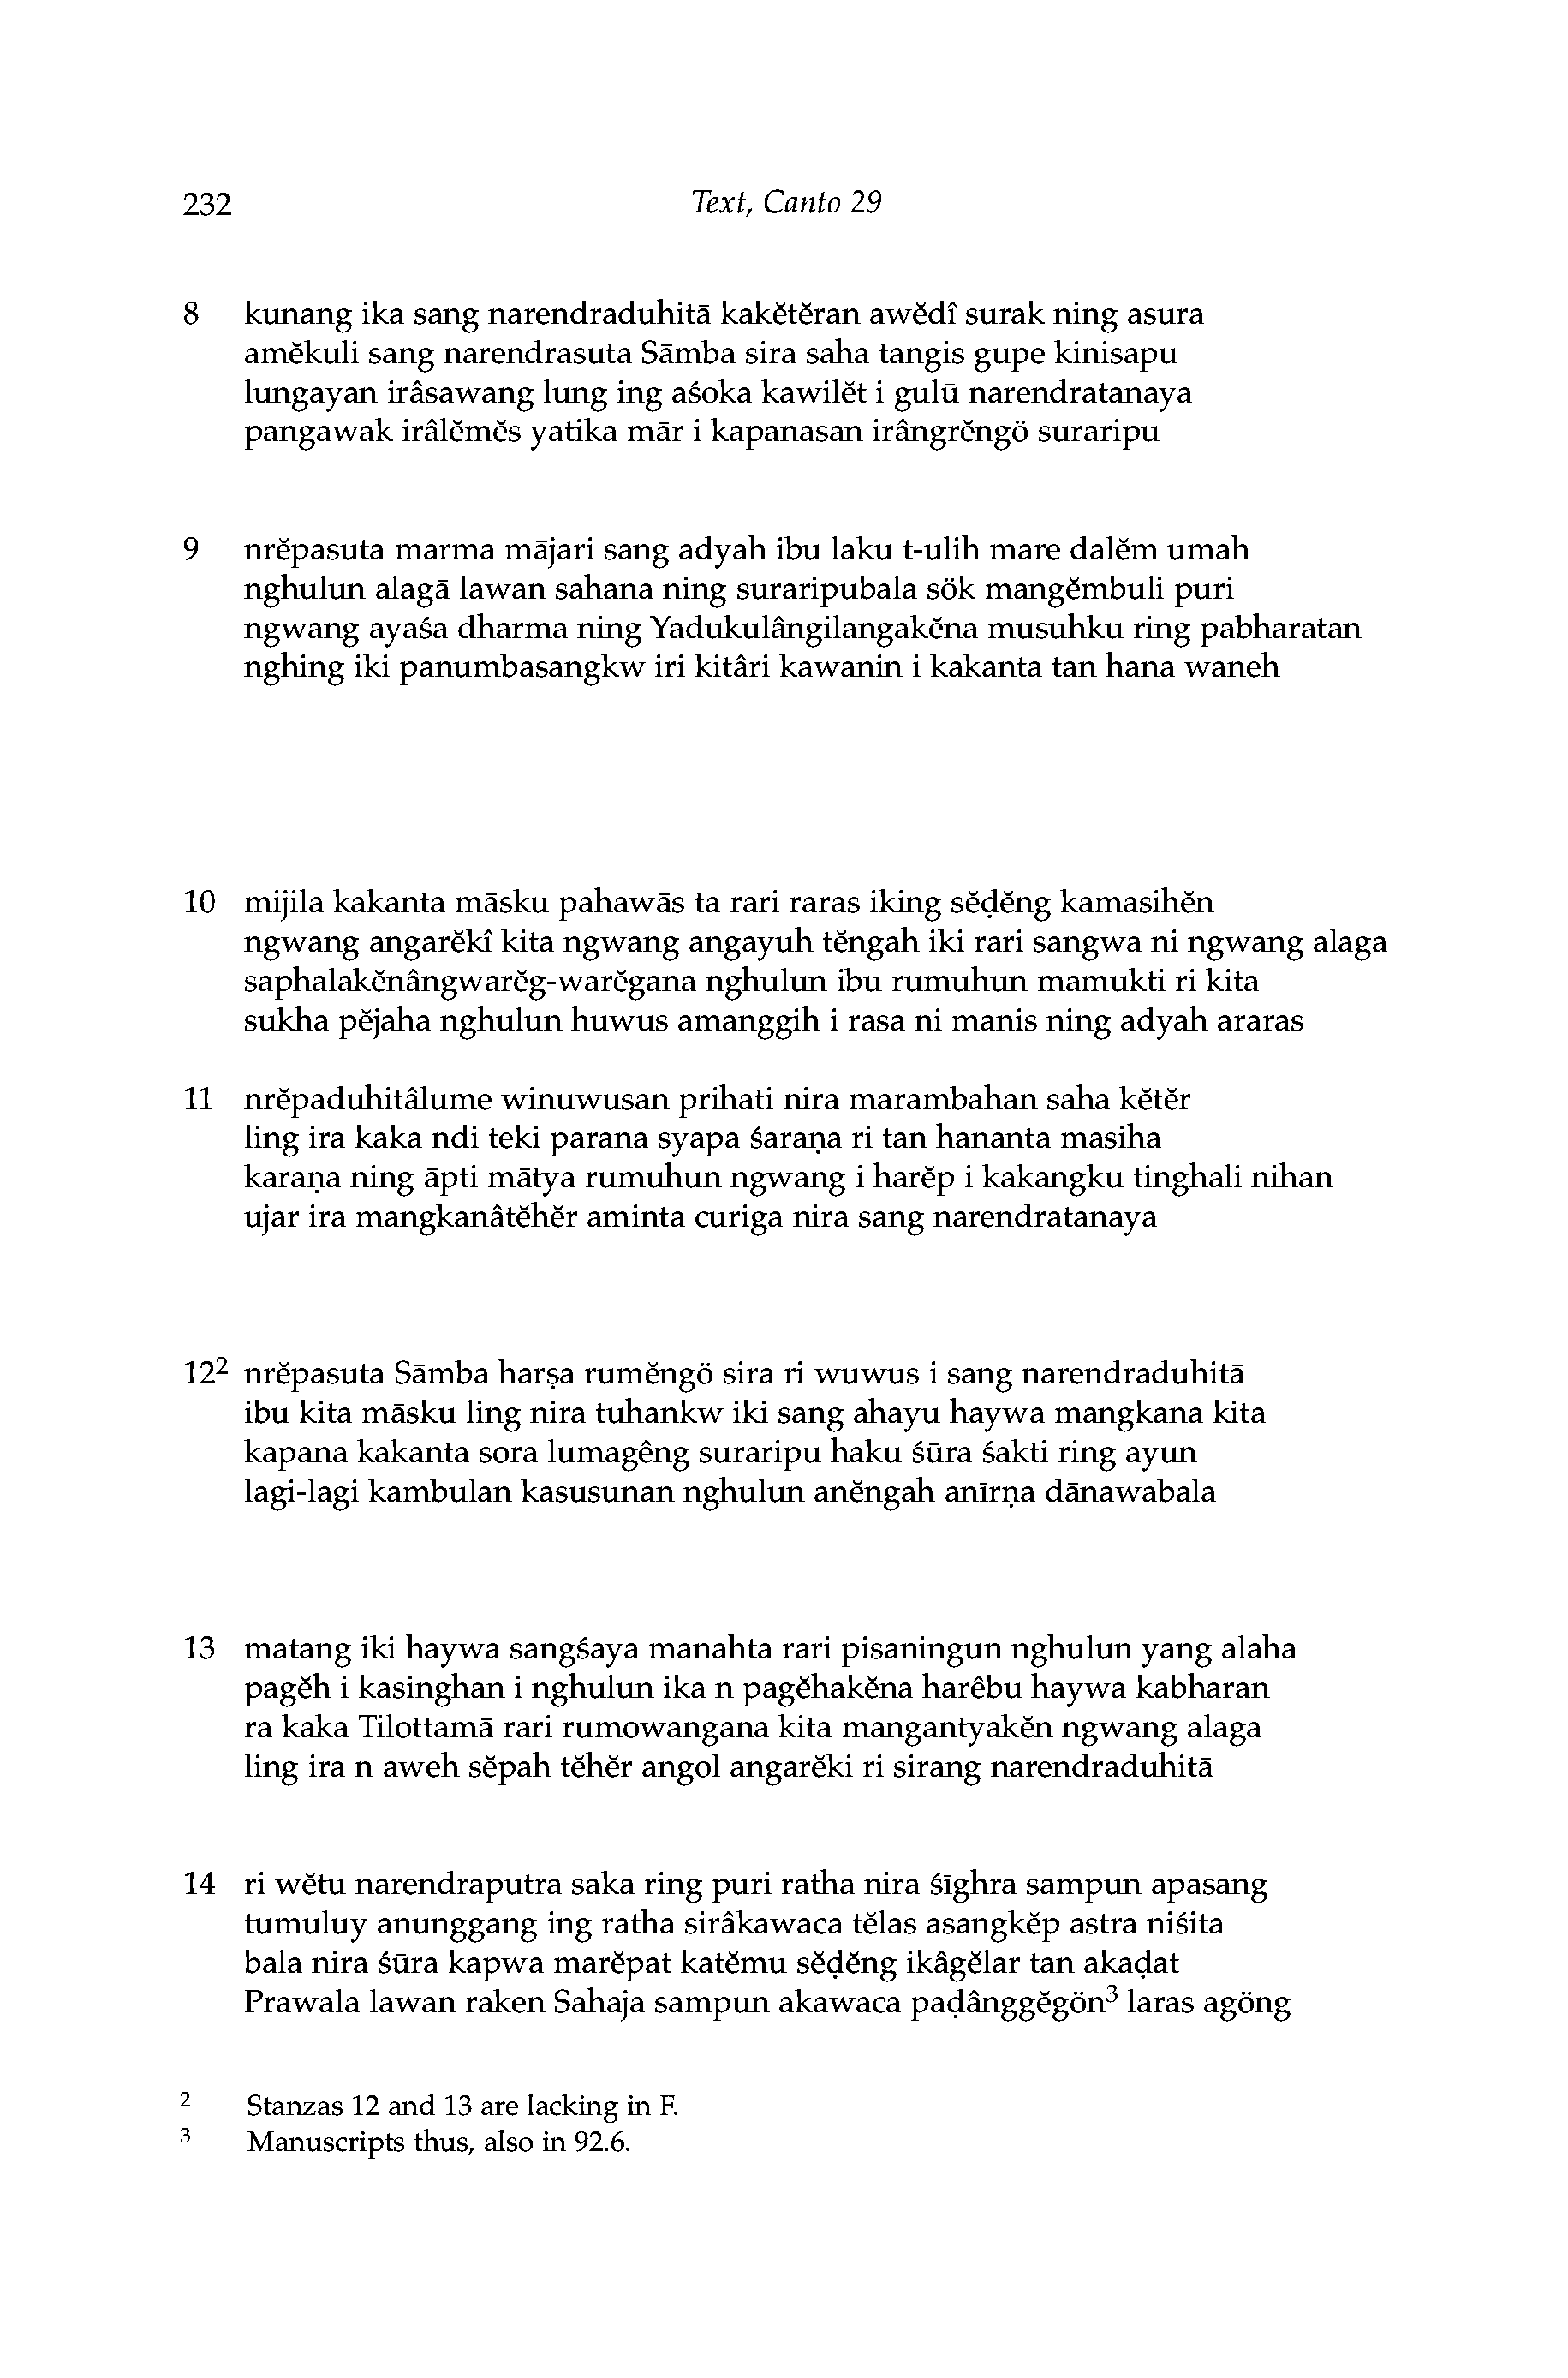 232 Text, Canto 29
8 kunang ika sang narendraduhitā kakĕtĕran awĕdî surak ning asura
amĕkuli sang narendrasuta Sāmba sira saha tangis gupe kinisapu
lungayan irâsawang lung ing aśoka kawilĕt i gulū narendratanaya
pangawak irâlĕmĕs yatika mār i kapanasan irângrĕngö suraripu
9 nrĕpasuta marma mājari sang adyah ibu laku t-ulih mare dalĕm umah
nghulun alagā lawan sahana ning suraripubala sök mangĕmbuli puri
ngwang ayaśa dharma ning Yadukulângilangakĕna musuhku ring pabharatan
nghing iki panumbasangkw iri kitâri kawanin i kakanta tan hana waneh
10 mijila kakanta māsku pahawās ta rari raras iking sĕḍĕng kamasihĕn
ngwang angarĕkî kita ngwang angayuh tĕngah iki rari sangwa ni ngwang alaga
saphalakĕnângwarĕg-warĕgana nghulun ibu rumuhun mamukti ri kita
sukha pĕjaha nghulun huwus amanggih i rasa ni manis ning adyah araras
11 nrĕpaduhitâlume winuwusan prihati nira marambahan saha kĕtĕr
ling ira kaka ndi teki parana syapa śaraṇa ri tan hananta masiha
karaṇa ning āpti mātya rumuhun ngwang i harĕp i kakangku tinghali nihan
ujar ira mangkanâtĕhĕr aminta curiga nira sang narendratanaya
12² nrĕpasuta Sāmba harṣa rumĕngö sira ri wuwus i sang narendraduhitā
ibu kita māsku ling nira tuhankw iki sang ahayu haywa mangkana kita
kapana kakanta sora lumagêng suraripu haku śūra śakti ring ayun
lagi-lagi kambulan kasusunan nghulun anĕngah anīrṇa dānawabala
13 matang iki haywa sangśaya manahta rari pisaningun nghulun yang alaha
pagĕh i kasinghan i nghulun ika n pagĕhakĕna harêbu haywa kabharan
ra kaka Tilottamā rari rumowangana kita mangantyakĕn ngwang alaga
ling ira n aweh sĕpah tĕhĕr angol angarĕki ri sirang narendraduhitā
14 ri wĕtu narendraputra saka ring puri ratha nira śīghra sampun apasang
tumuluy anunggang ing ratha sirâkawaca tĕlas asangkĕp astra niśita
bala nira śūra kapwa marĕpat katĕmu sĕḍĕng ikâgĕlar tan akaḍat
Prawala lawan raken Sahaja sampun akawaca paḍânggĕgön³ laras agöng
2 Stanzas 12 and 13 are lacking in F.
3 Manuscripts thus, also in 92.6.